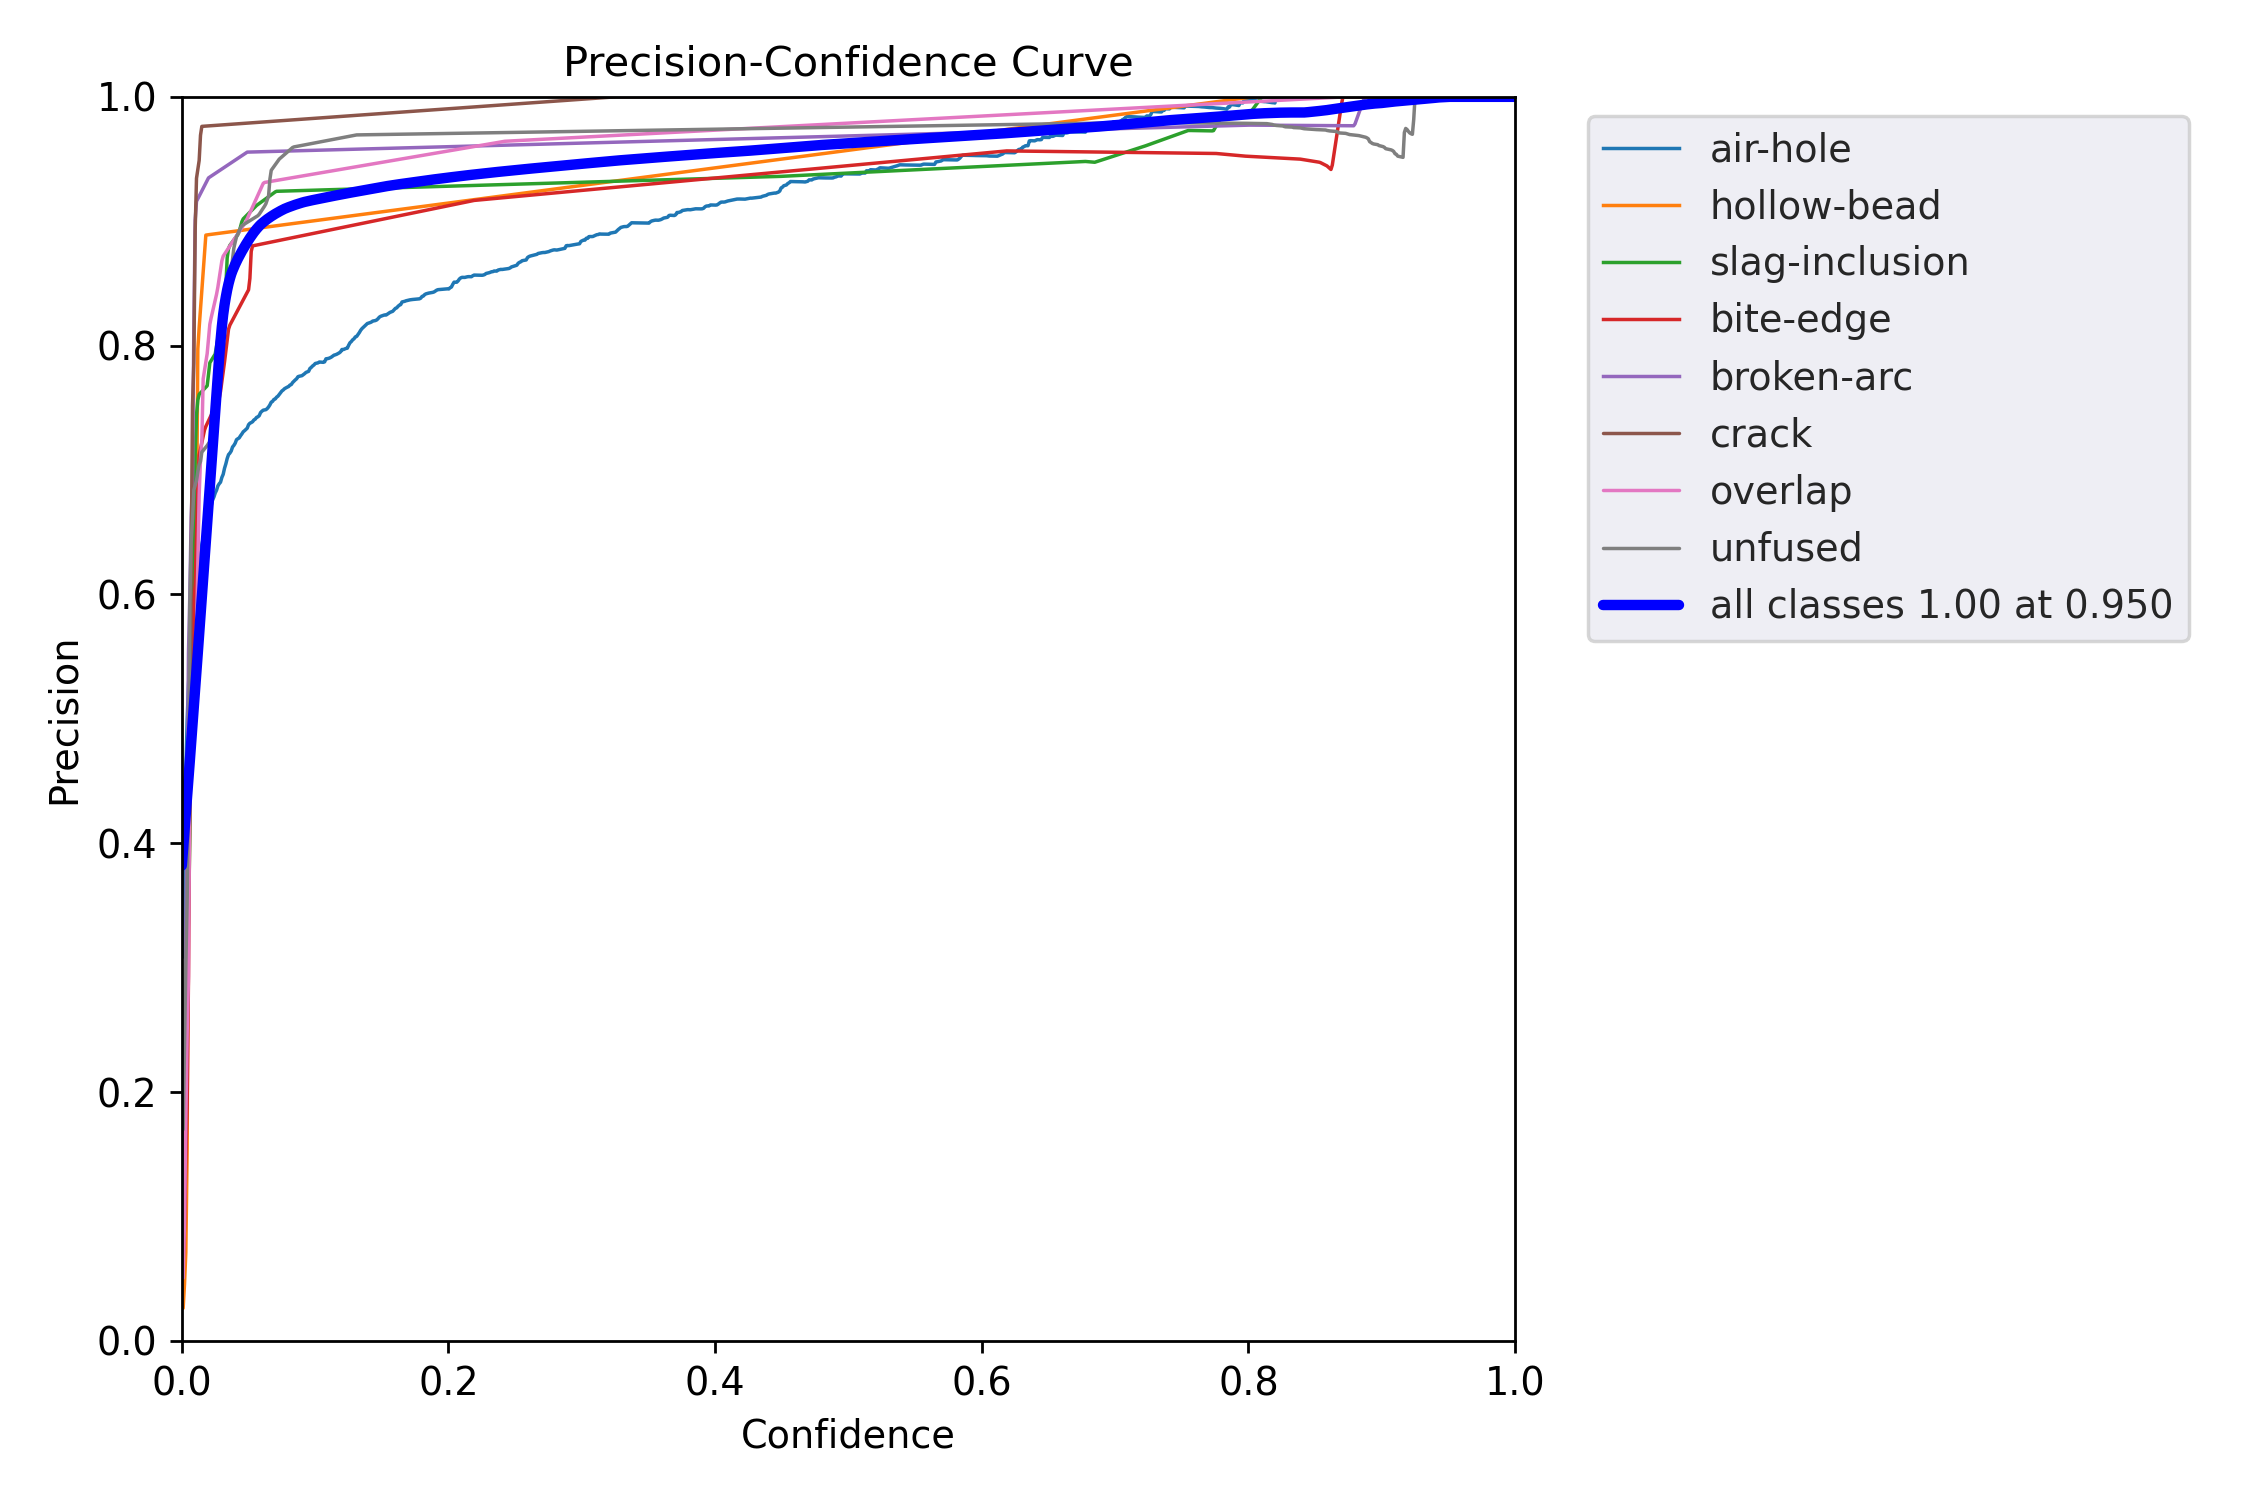 Precision-Confidence Curve
1.0
0.8
0.6
0.4
0.2
0.0
Precision
0.0 0.2 0.4 0.6 0.8 1.0
Confidence
air-hole
hollow-bead
slag-inclusion
bite-edge
broken-arc
crack
overlap
unfused
all classes 1.00 at 0.950